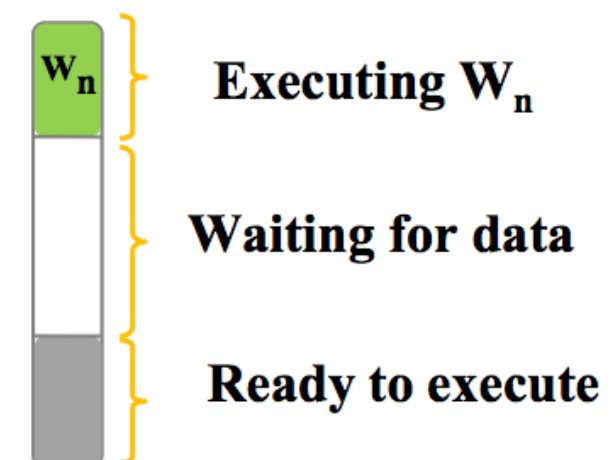 Wn
Executing Wn
Waiting for data
Ready to execute